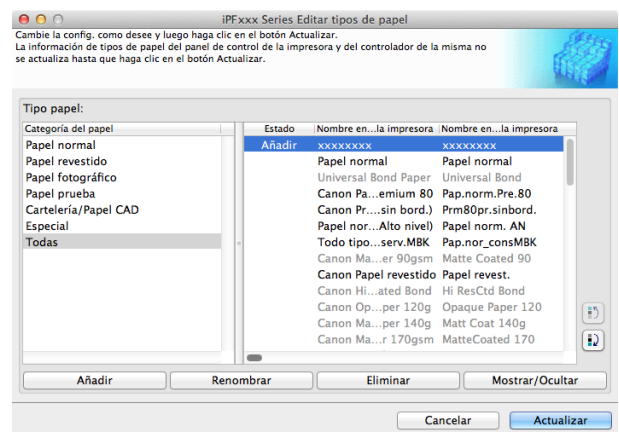 iPFxxx Series Editar tipos de papel
Cambie la config. como desee y luego haga clic en el botón Actualizar.
La información de tipos de papel del panel de control de la impresora y del controlador de la misma no
se actualiza hasta que haga clic en el botón Actualizar.
Tipo papel:
Categoría del papel
Papel normal
Papel revestido
Papel fotográfico
Papel prueba
Cartelería/Papel CAD
Especial
Todas
Estado Nombre en...la impresora Nombre en...la impresora
Añadir xxxxxxxx xxxxxxxx
Papel normal Papel normal
Universal Bond Paper Universal Bond
Canon Pa...emium 80 Pap.norm.Pre.80
Canon Pr....sin bord.) Prm80pr.sinbord.
Papel nor...Alto nivel) Papel norm. AN
Todo tipo...serv.MBK Pap.nor_consMBK
Canon Ma...er 90gsm Matte Coated 90
Canon Papel revestido Papel revest.
Canon Hi...ated Bond Hi ResCtd Bond
Canon Op...per 120g Opaque Paper 120
Canon Ma...per 140g Matt Coat 140g
Canon Ma...r 170gsm MatteCoated 170
Añadir Renombrar Eliminar Mostrar/Ocultar
Cancelar Actualizar